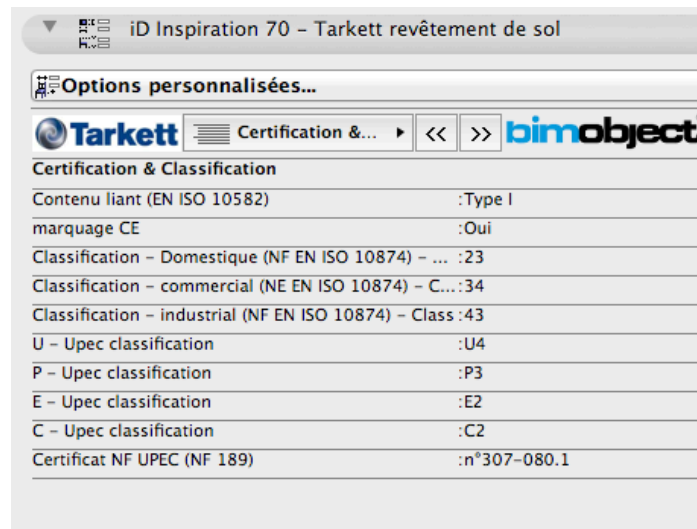 iD Inspiration 70 – Tarkett revêtement de sol
Options personnalisées...
Tarkett Certification &... << >> bimobject
Certification & Classification
Contenu liant (EN ISO 10582) :Type I
marquage CE :Oui
Classification – Domestique (NF EN ISO 10874) – ... :23
Classification – commercial (NE EN ISO 10874) – C...:34
Classification – industrial (NF EN ISO 10874) – Class :43
U – Upec classification :U4
P – Upec classification :P3
E – Upec classification :E2
C – Upec classification :C2
Certificat NF UPEC (NF 189) :n°307–080.1